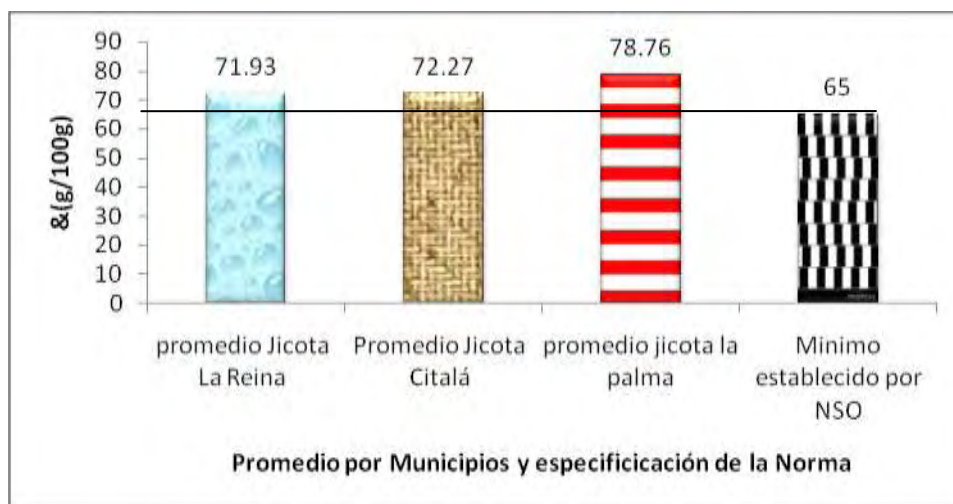 90
80
70
60
50
40
30
20
10
0
&(g/100g)
71.93
72.27
78.76
65
promedio Jicota
La Reina
Promedio Jicota
Citalá
promedio jicota la
palma
Minimo
establecido por
NSO
Promedio por Municipios y especificicación de la Norma